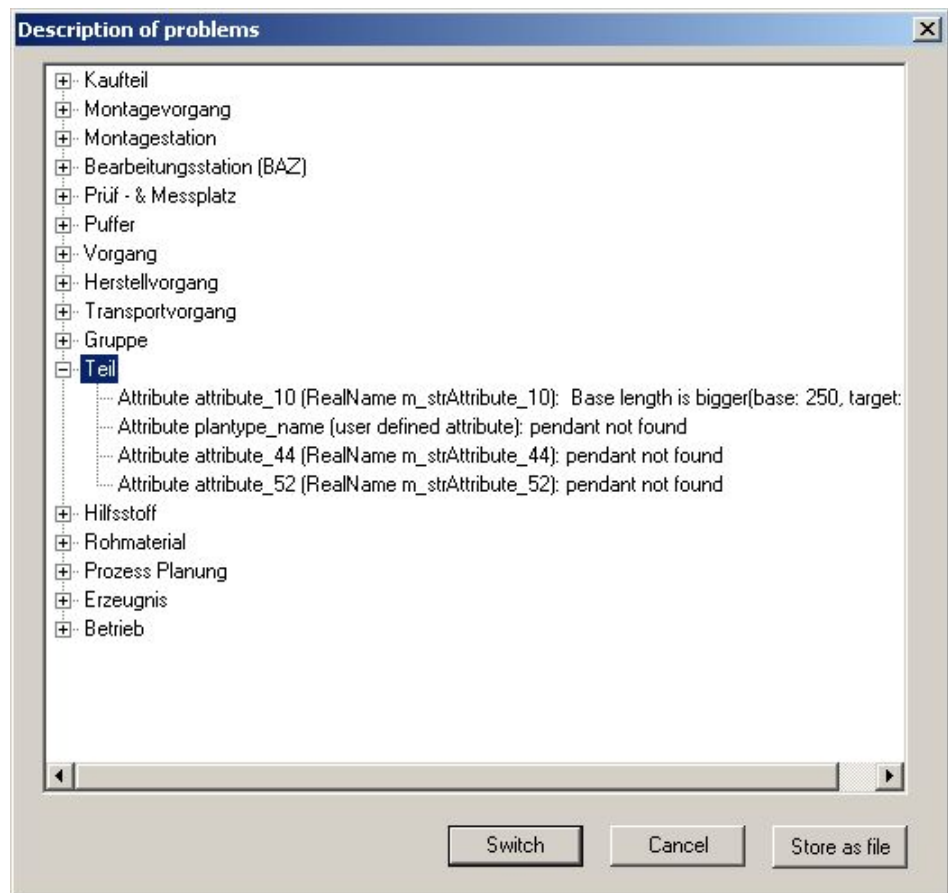 Description of problems
Kaufteil
Montagevorgang
Montagestation
Bearbeitungsstation (BAZ)
Prüf - & Messplatz
Puffer
Vorgang
Herstellvorgang
Transportvorgang
Gruppe
Teil
Attribute attribute_10 (RealName m_strAttribute_10):  Base length is bigger(base: 250, target:
Attribute plantype_name (user defined attribute): pendant not found
Attribute attribute_44 (RealName m_strAttribute_44): pendant not found
Attribute attribute_52 (RealName m_strAttribute_52): pendant not found
Hilfsstoff
Rohmaterial
Prozess Planung
Erzeugnis
Betrieb
Switch Cancel Store as file